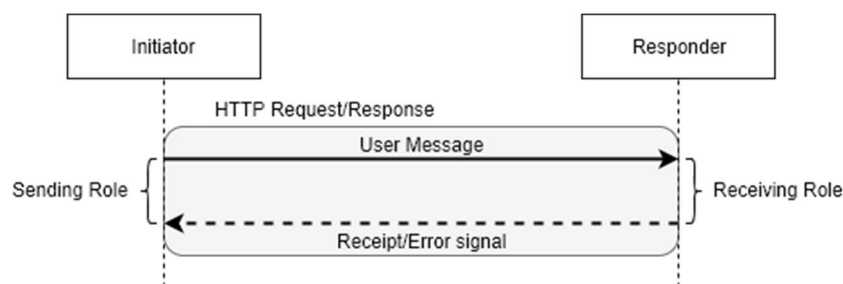 Initiator
Responder
HTTP Request/Response
User Message
Sending Role
Receiving Role
Receipt/Error signal